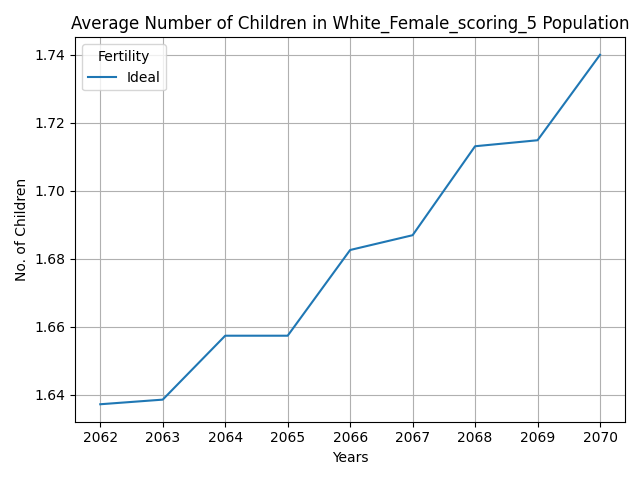 Average Number of Children in White_Female_scoring_5 Population
Fertility
Ideal
No. of Children
1.74
1.72
1.70
1.68
1.66
1.64
2062 2063 2064 2065 2066 2067 2068 2069 2070
Years